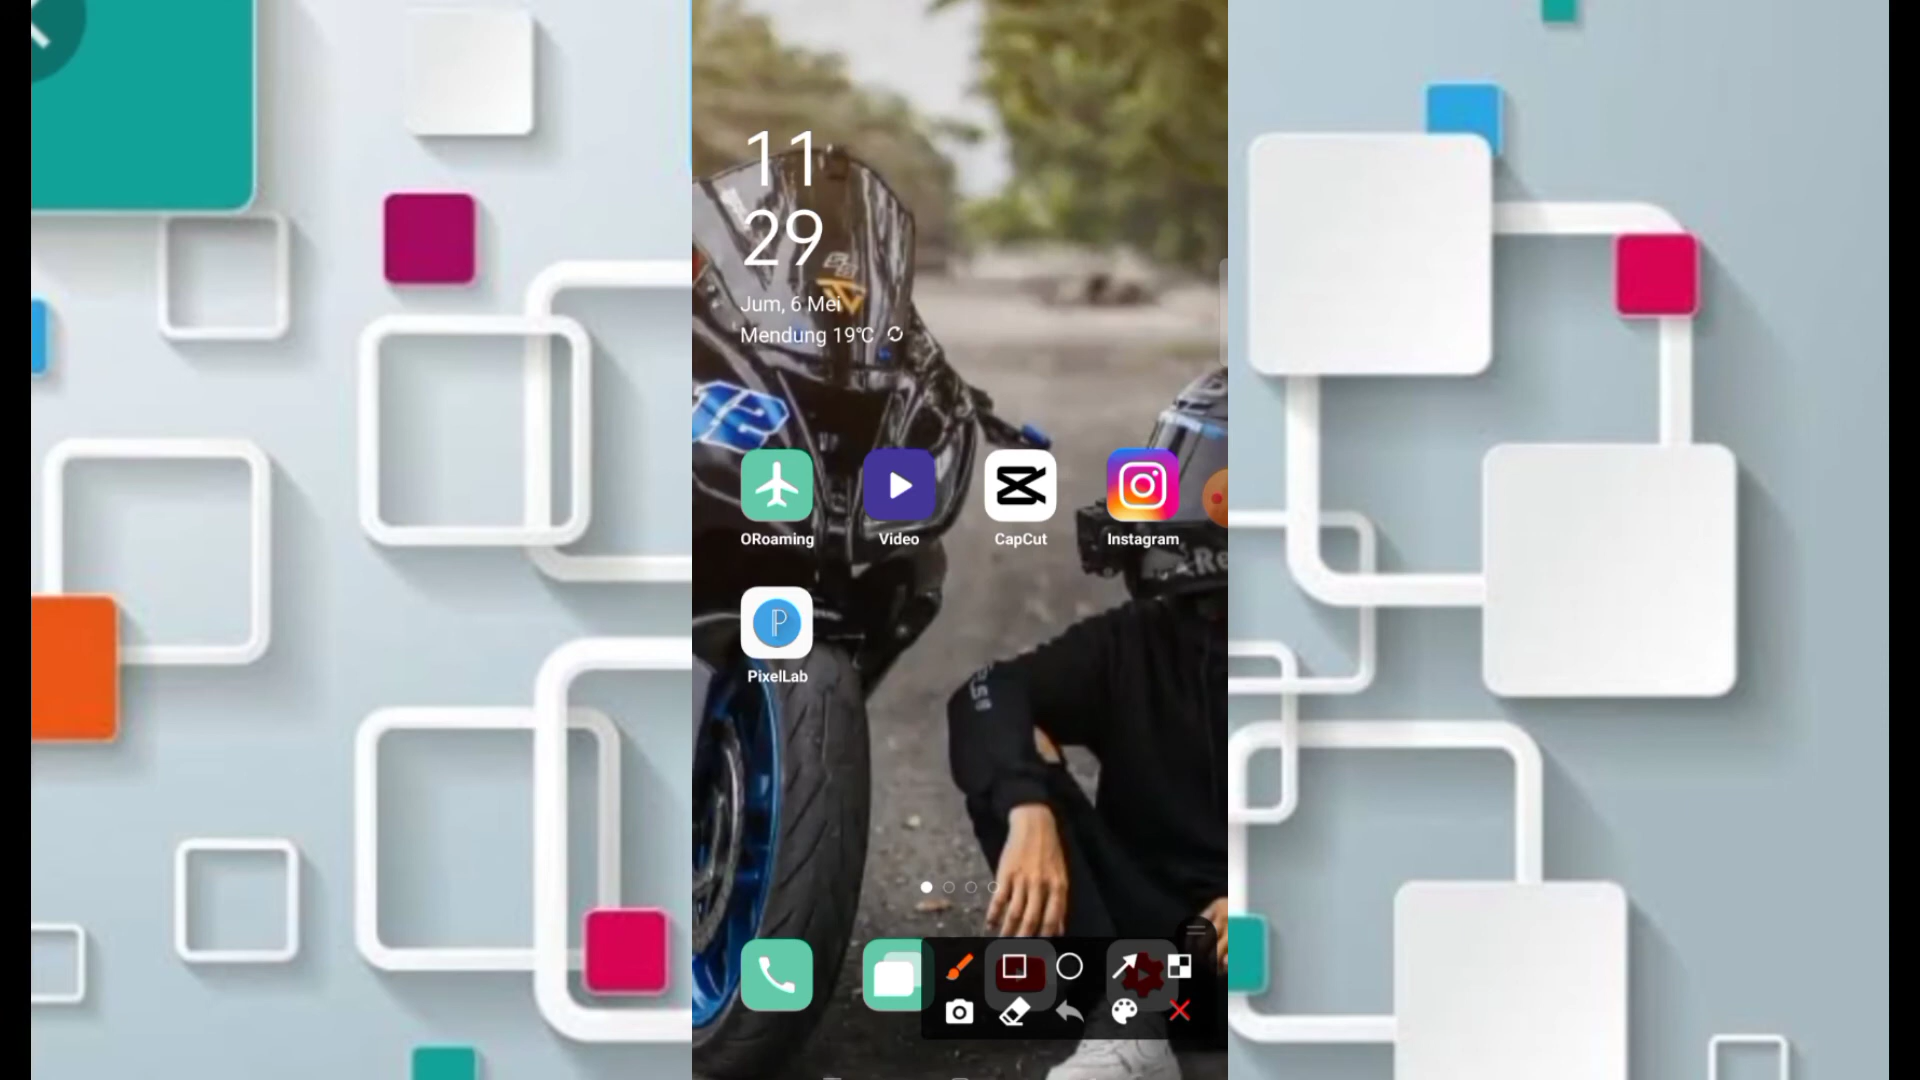 11
29
Jum, 6 Mei
Mendung 19℃
ORoaming
Video
CapCut
Instagram
PixelLab